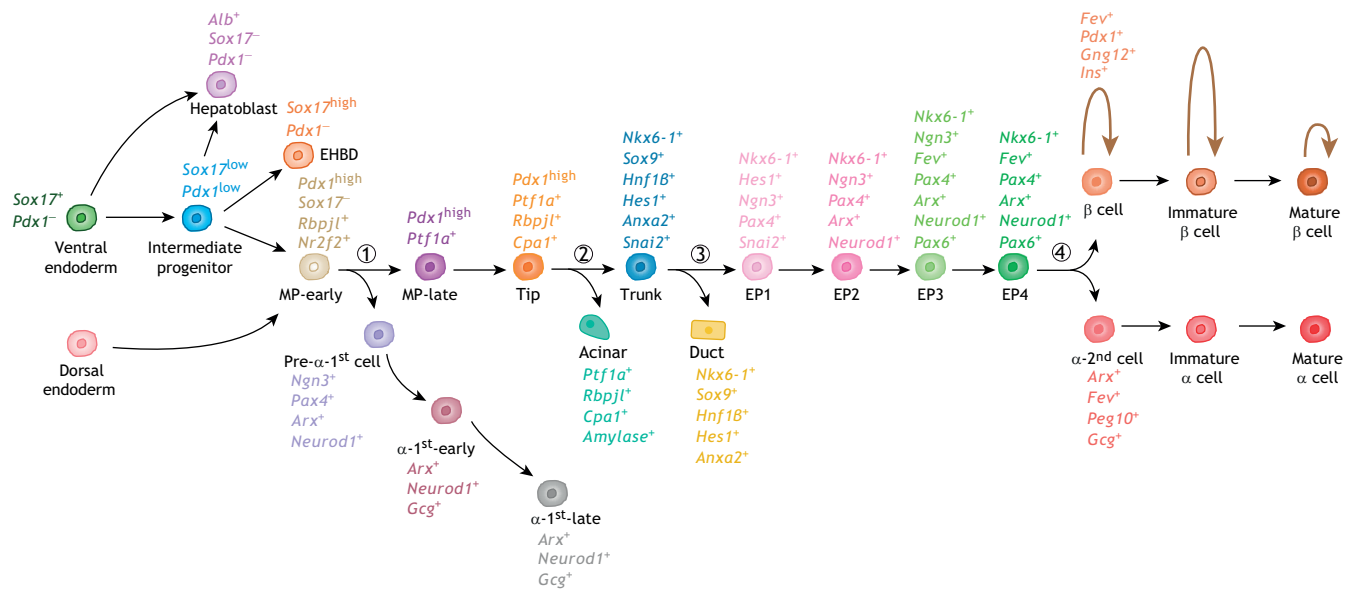 Alb+
Sox17–
Pdx1–
Hepatoblast
Sox17high
Pdx1–
EHBD
Sox17+
Pdx1–
Ventral
endoderm
Sox17low
Pdx1low
Intermediate
progenitor
Pdx1high
Sox17–
Rbpjl+
Nr2f2+
MP-early
Dorsal
endoderm
①
Pdx1high
Ptf1a+
MP-late
Pre-α-1st cell
Ngn3+
Pax4+
Arx+
Neurod1+
α-1st-early
Arx+
Neurod1+
Gcg+
α-1st-late
Arx+
Neurod1+
Gcg+
Pdx1high
Ptf1a+
Rbpjl+
Cpa1+
Tip
②
Acinar
Ptf1a+
Rbpjl+
Cpa1+
Amylase+
Nkx6-1+
Sox9+
Hnf1B+
Hes1+
Anxa2+
Snai2+
Trunk
③
Duct
Nkx6-1+
Sox9+
Hnf1B+
Hes1+
Anxa2+
Nkx6-1+
Hes1+
Ngn3+
Pax4+
Snai2+
EP1
Nkx6-1+
Ngn3+
Pax4+
Arx+
Neurod1+
EP2
Nkx6-1+
Ngn3+
Fev+
Pax4+
Arx+
Neurod1+
Pax6+
EP3
Nkx6-1+
Fev+
Pax4+
Arx+
Neurod1+
Pax6+
EP4
④
Fev+
Pdx1+
Gng12+
Ins+
β cell
Immature
β cell
Mature
β cell
α-2nd cell
Arx+
Fev+
Peg10+
Gcg+
Immature
α cell
Mature
α cell